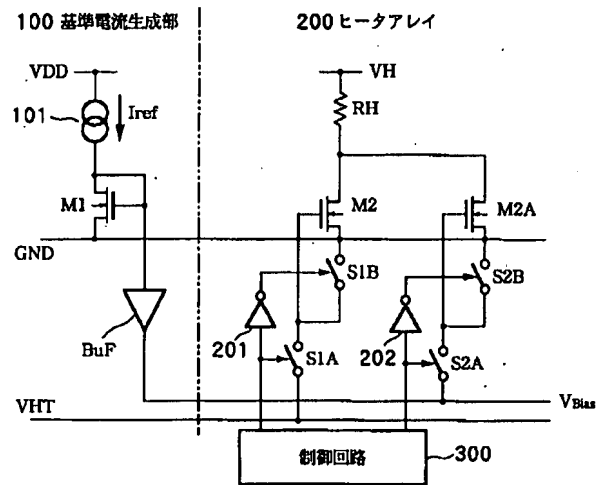 100 基準電流生成部
200 ヒータアレイ
VDD
VH
101
Iref
RH
M1
M2
M2A
GND
S1B
S2B
BuF
201
S1A
202
S2A
VHT
VBias
制御回路
300